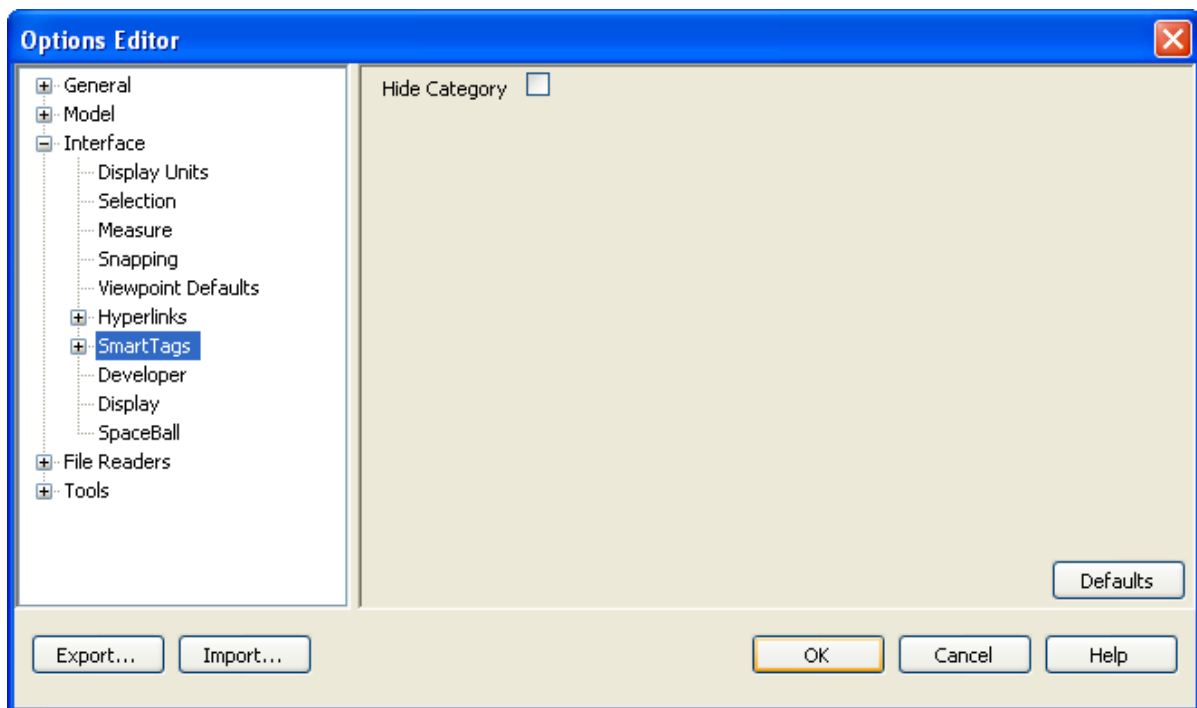 Options Editor
General
Model
Interface
Display Units
Selection
Measure
Snapping
Viewpoint Defaults
Hyperlinks
SmartTags
Developer
Display
SpaceBall
File Readers
Tools
Hide Category
Defaults
Export...
Import...
OK
Cancel
Help